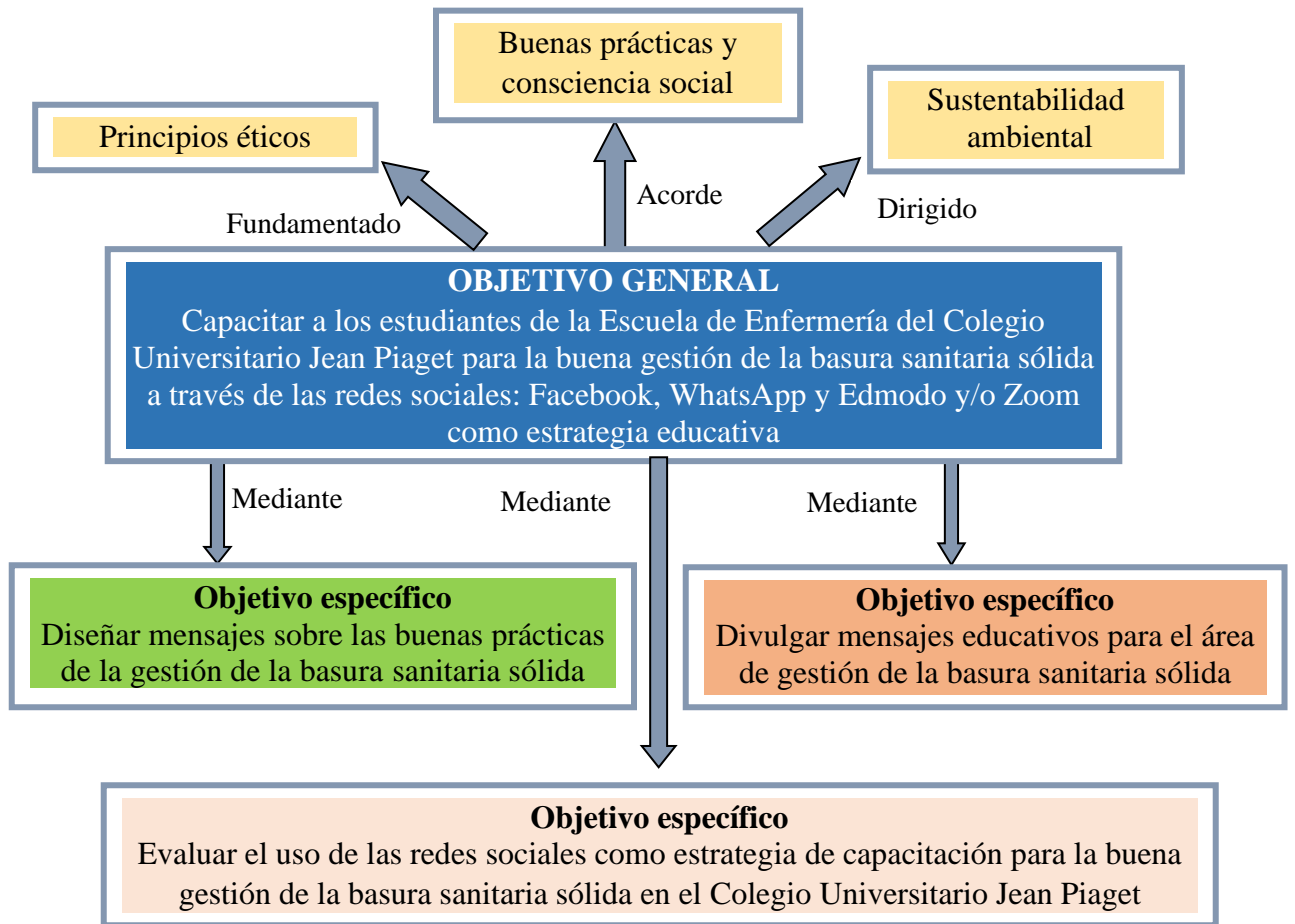 Buenas prácticas y
consciencia social
Principios éticos
Sustentabilidad
ambiental
Fundamentado
Acorde
Dirigido
OBJETIVO GENERAL
Capacitar a los estudiantes de la Escuela de Enfermería del Colegio
Universitario Jean Piaget para la buena gestión de la basura sanitaria sólida
a través de las redes sociales: Facebook, WhatsApp y Edmodo y/o Zoom
como estrategia educativa
Mediante
Mediante
Mediante
Objetivo específico
Diseñar mensajes sobre las buenas prácticas
de la gestión de la basura sanitaria sólida
Objetivo específico
Divulgar mensajes educativos para el área
de gestión de la basura sanitaria sólida
Objetivo específico
Evaluar el uso de las redes sociales como estrategia de capacitación para la buena
gestión de la basura sanitaria sólida en el Colegio Universitario Jean Piaget